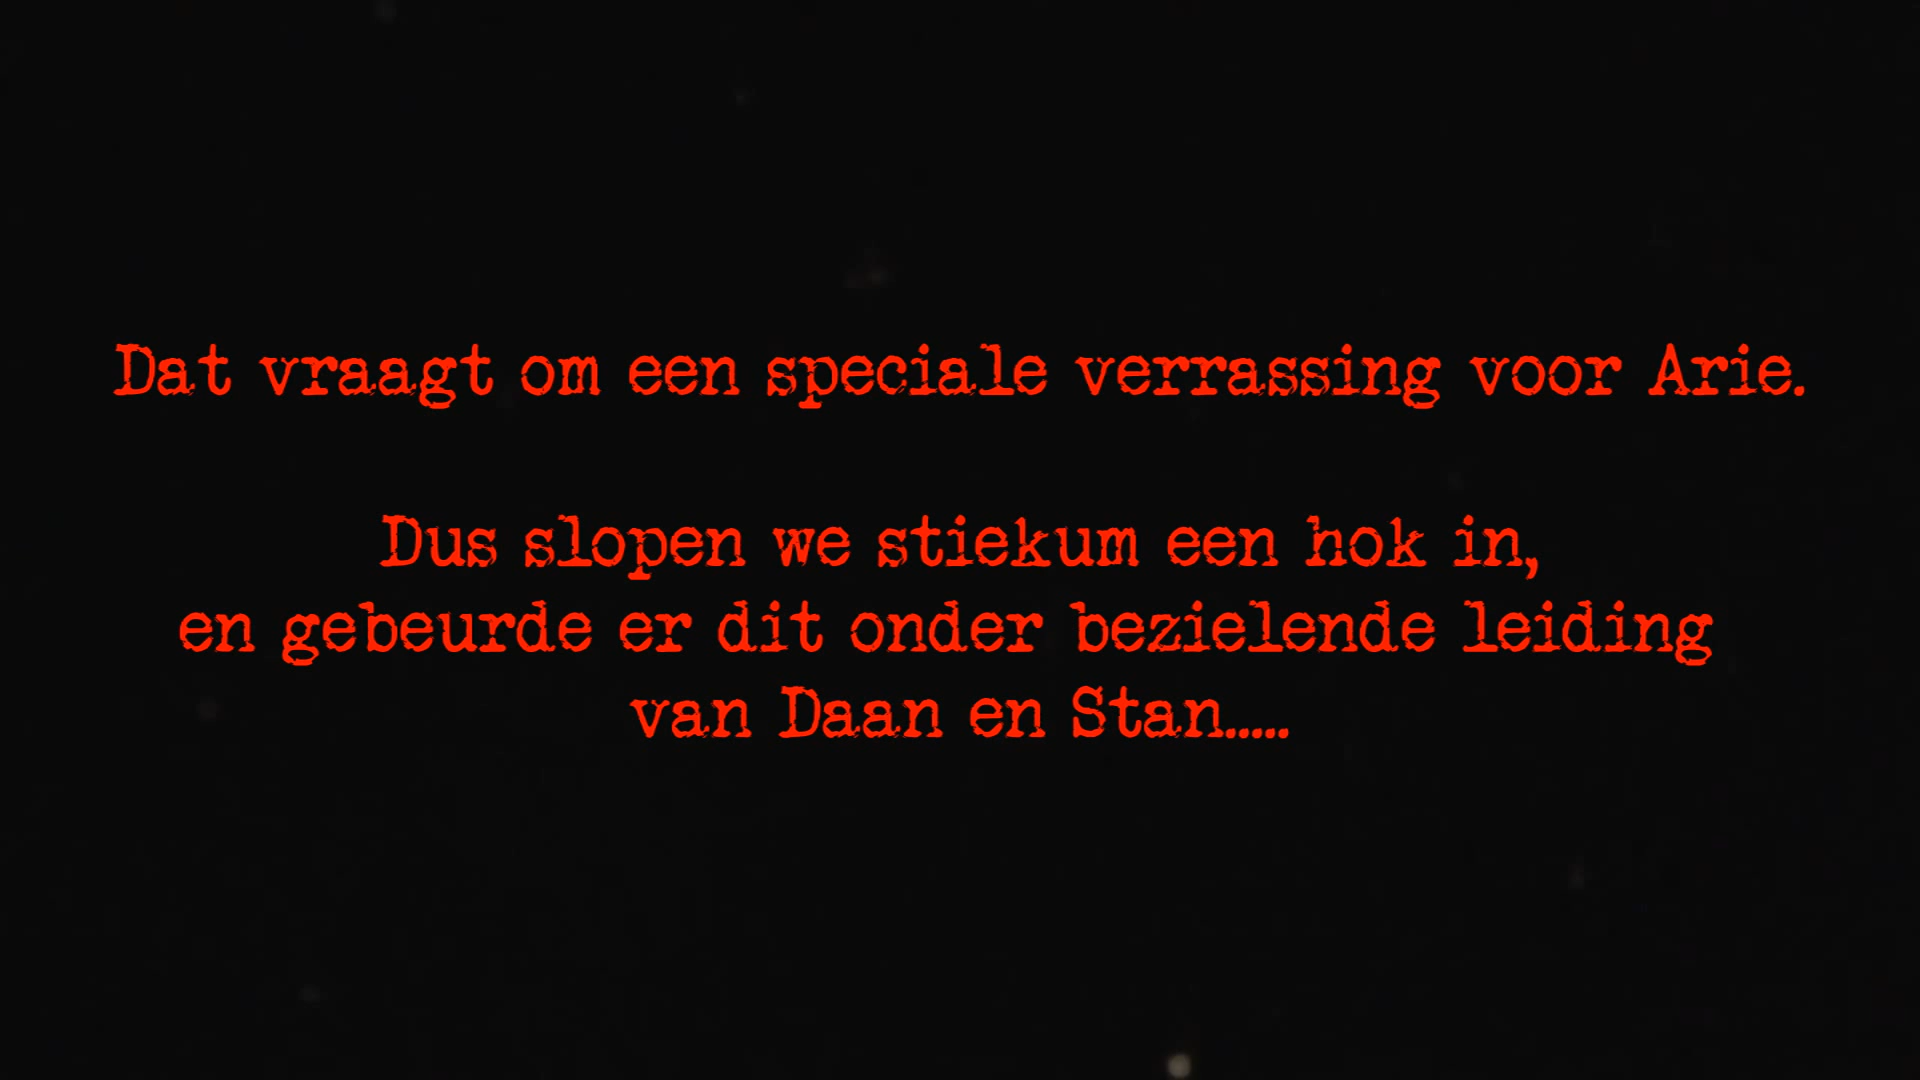 Dat vraagt om een speciale verrassing voor Arie.
Dus slopen we stiekum een hok in,
en gebeurde er dit onder bezielende leiding
van Daan en Stan.....